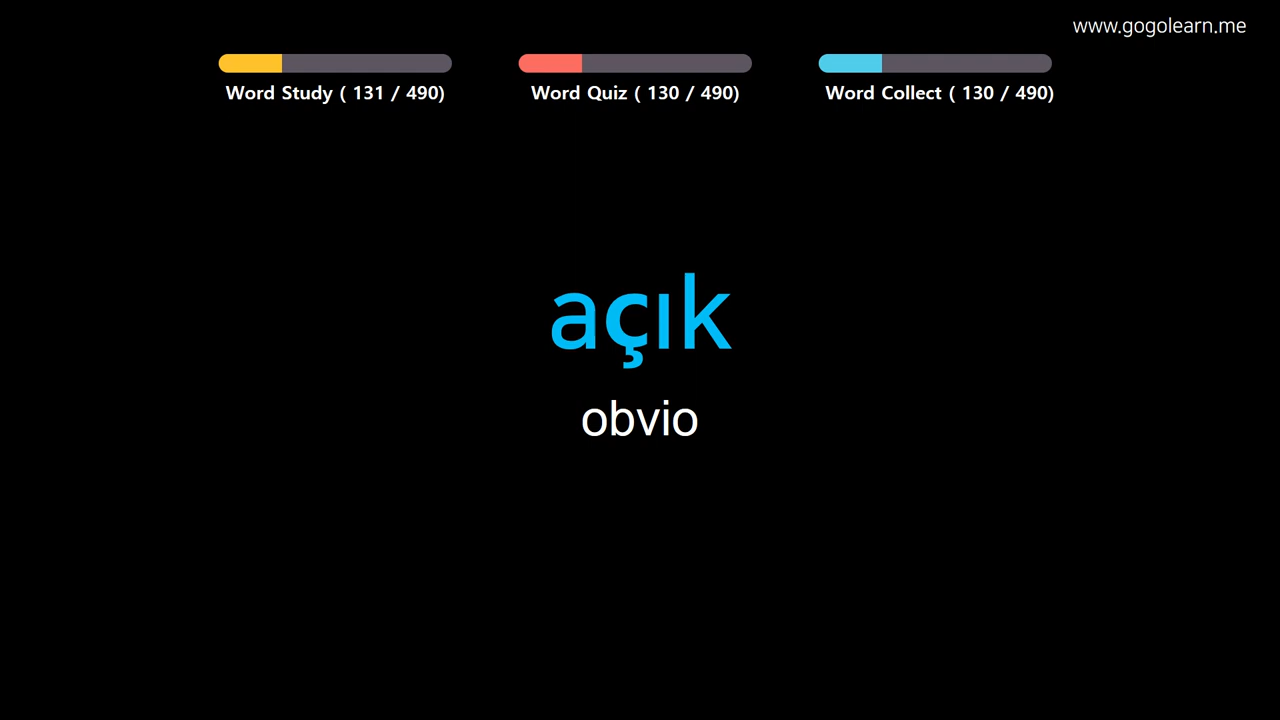 www.gogolearn.me
Word Study ( 131 / 490)
Word Quiz ( 130 / 490)
Word Collect ( 130 / 490)
açık
obvio